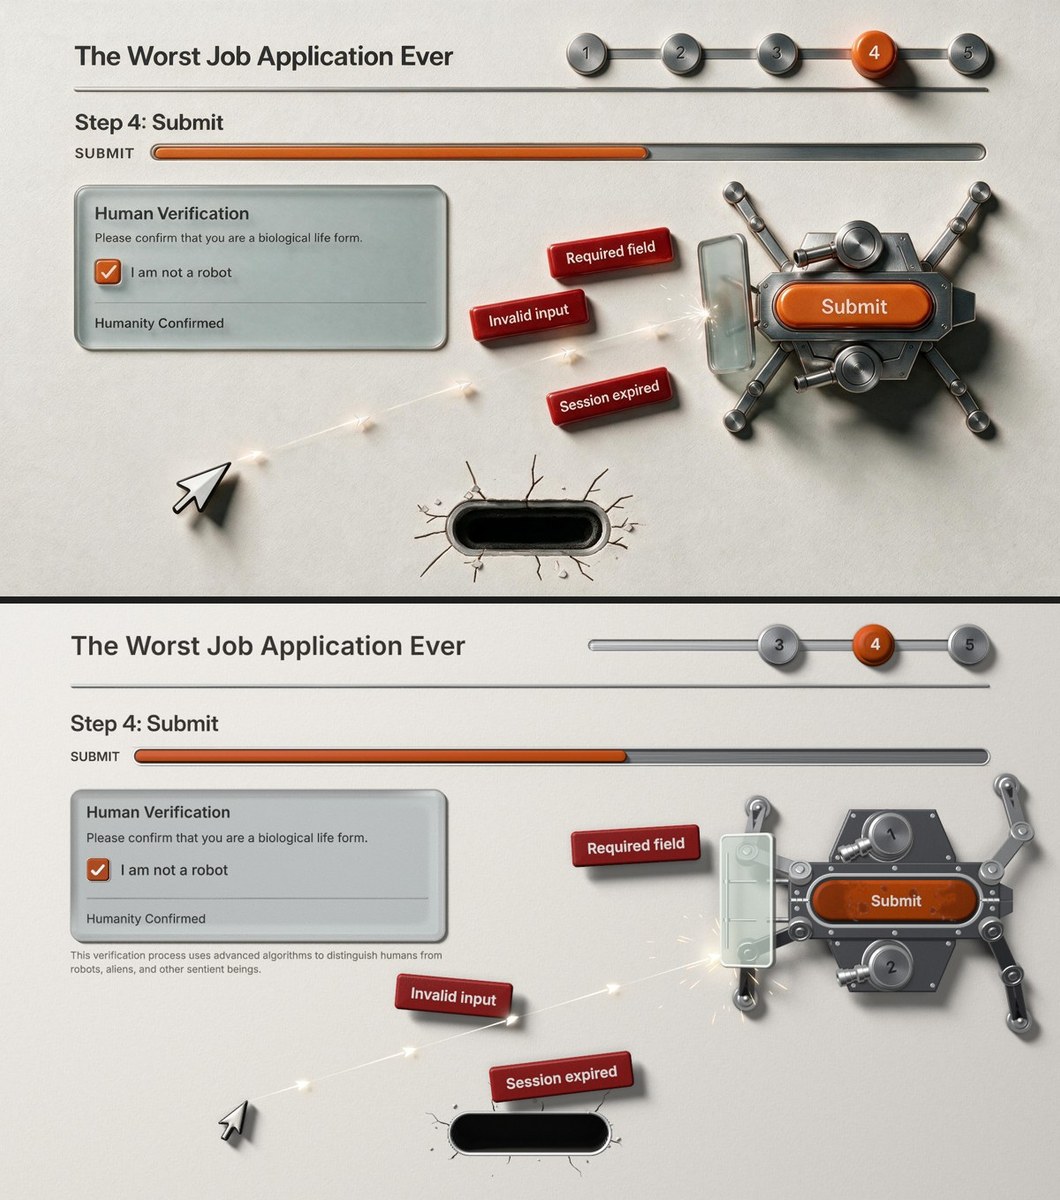 The Worst Job Application Ever
1 2 3 4 5
Step 4: Submit
SUBMIT
Human Verification
Please confirm that you are a biological life form.
I am not a robot
Humanity Confirmed
Required field
Invalid input
Session expired
Submit
The Worst Job Application Ever
3 4 5
Step 4: Submit
SUBMIT
Human Verification
Please confirm that you are a biological life form.
I am not a robot
Humanity Confirmed
This verification process uses advanced algorithms to distinguish humans from
robots, aliens, and other sentient beings.
Required field
Invalid input
Session expired
1
Submit
2